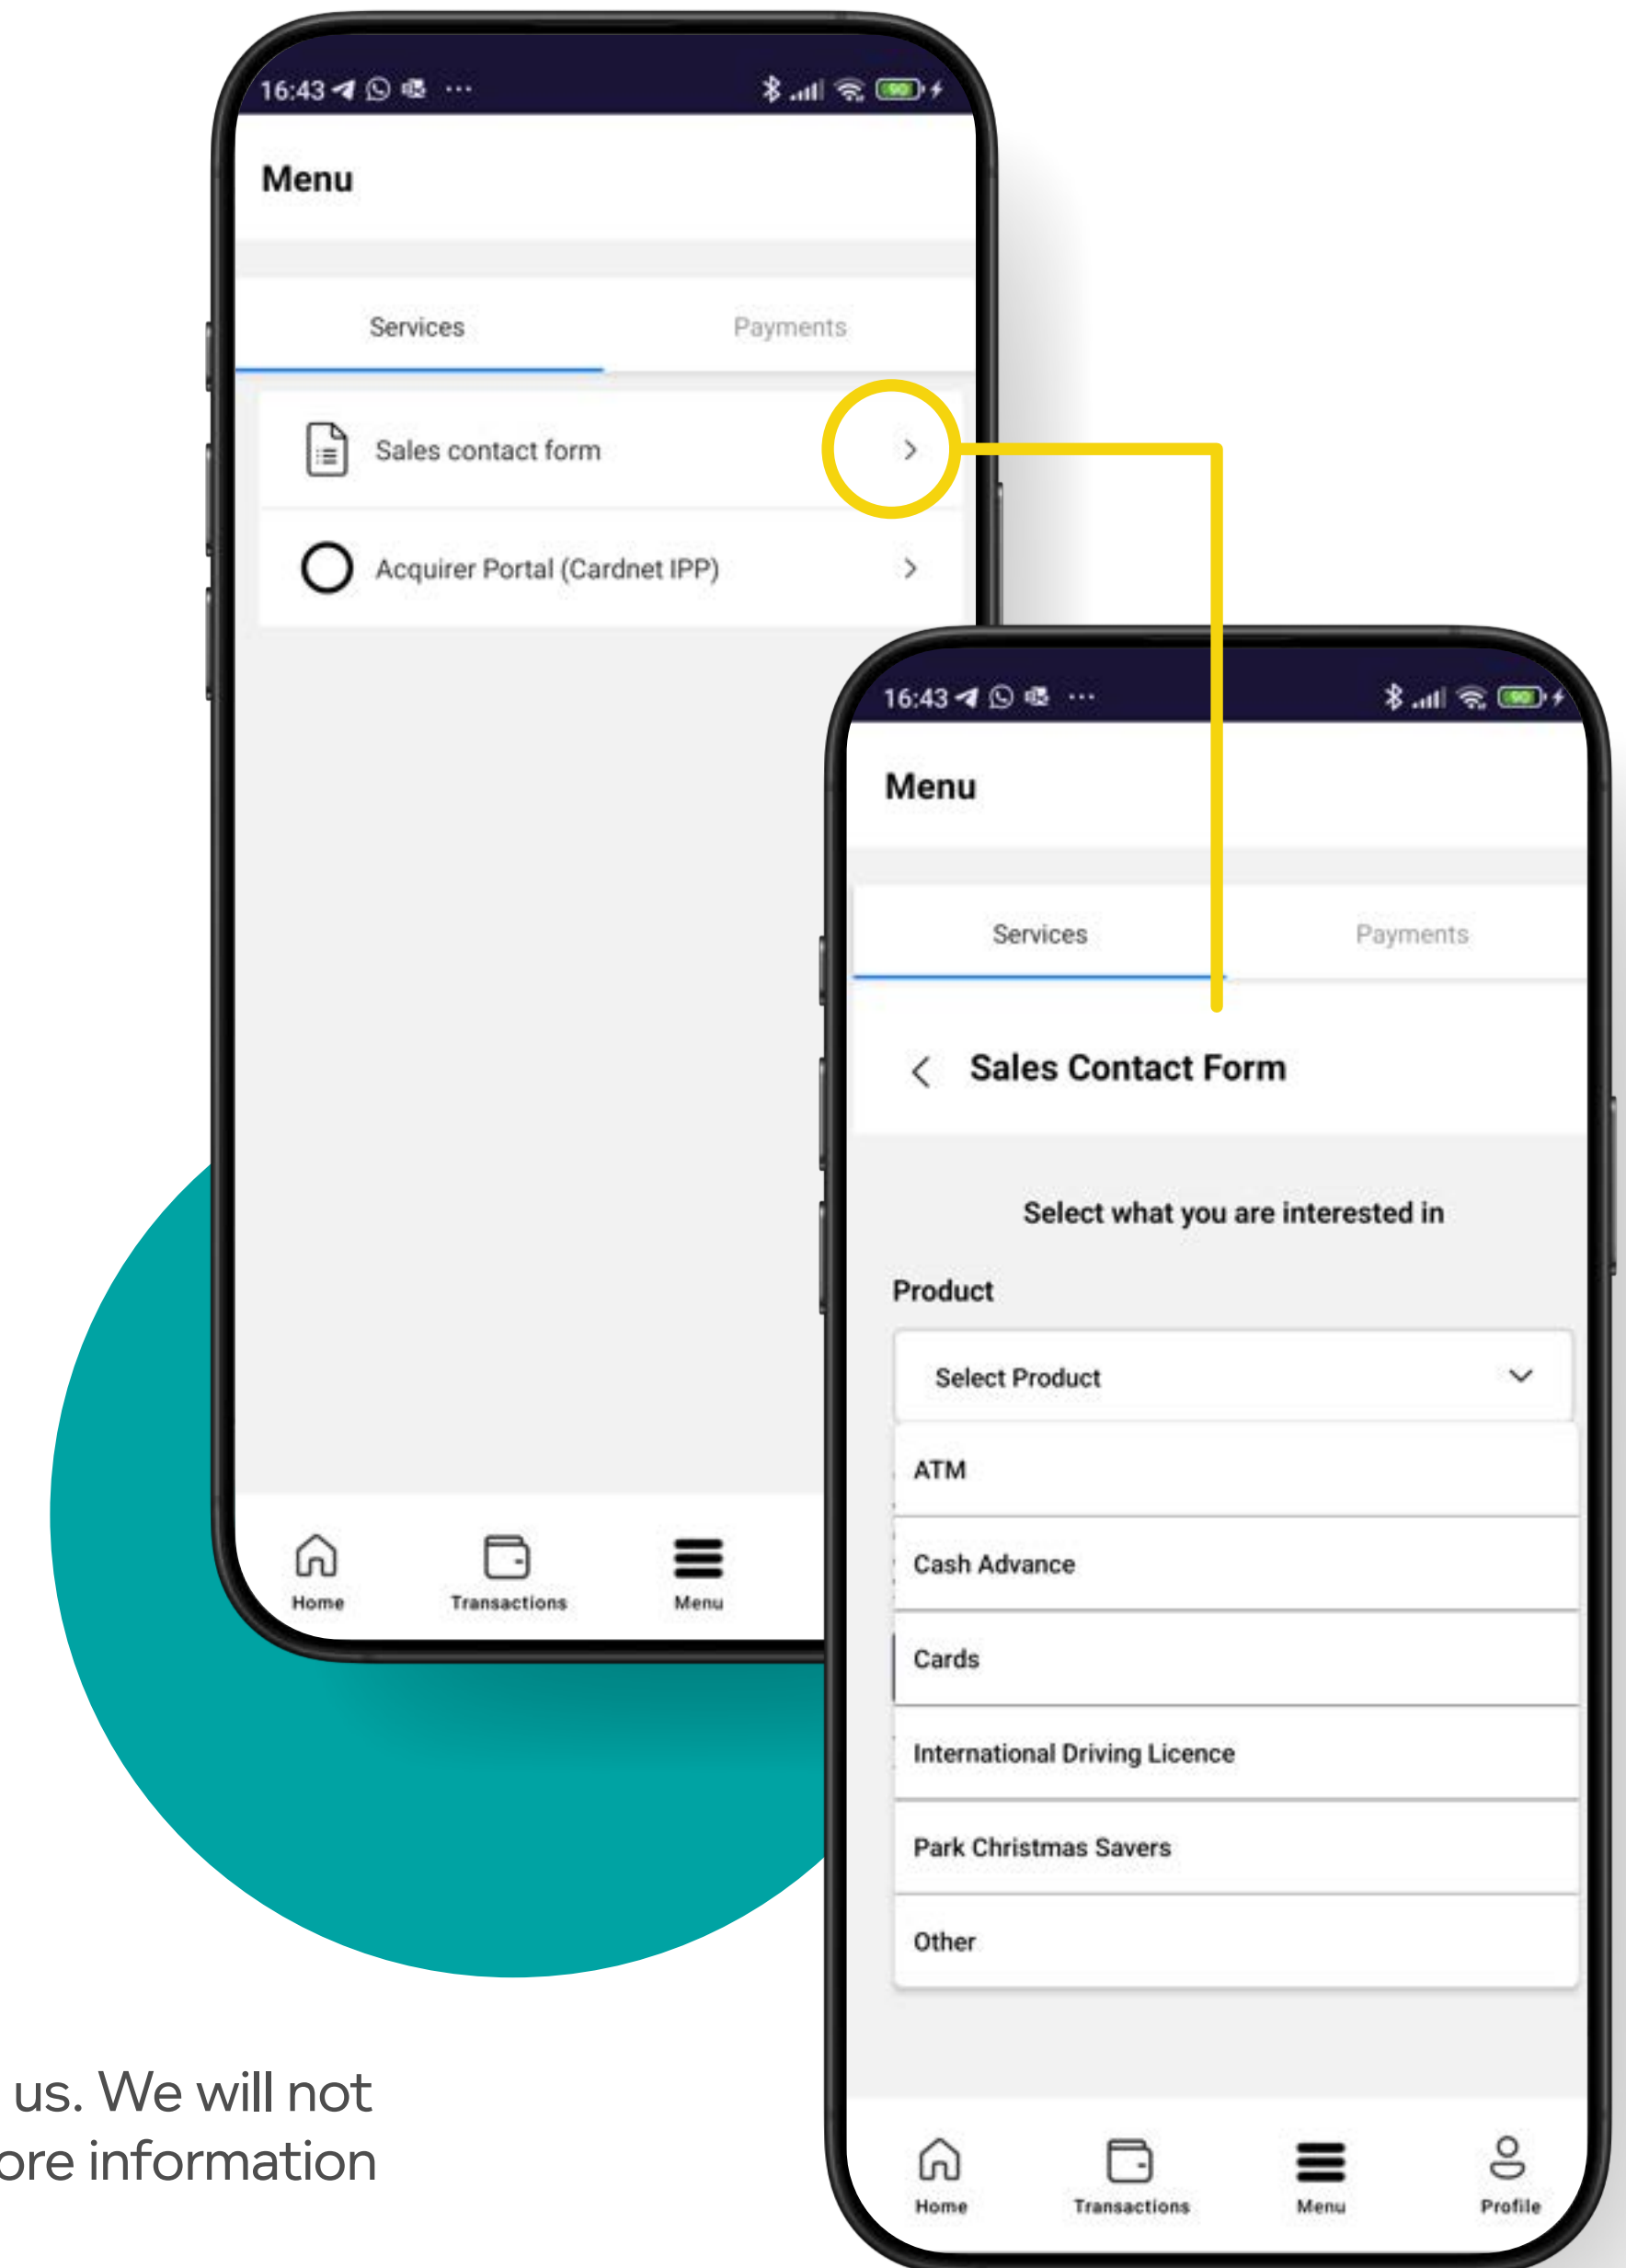 16:43
90
Menu
Services Payments
Sales contact form
Acquirer Portal (Cardnet IPP)
Home Transactions Menu
16:43
90
Menu
Services Payments
Sales Contact Form
Select what you are interested in
Product
Select Product
ATM
Cash Advance
Cards
International Driving Licence
Park Christmas Savers
Other
Home Transactions Menu Profile
us. We will not
ore information